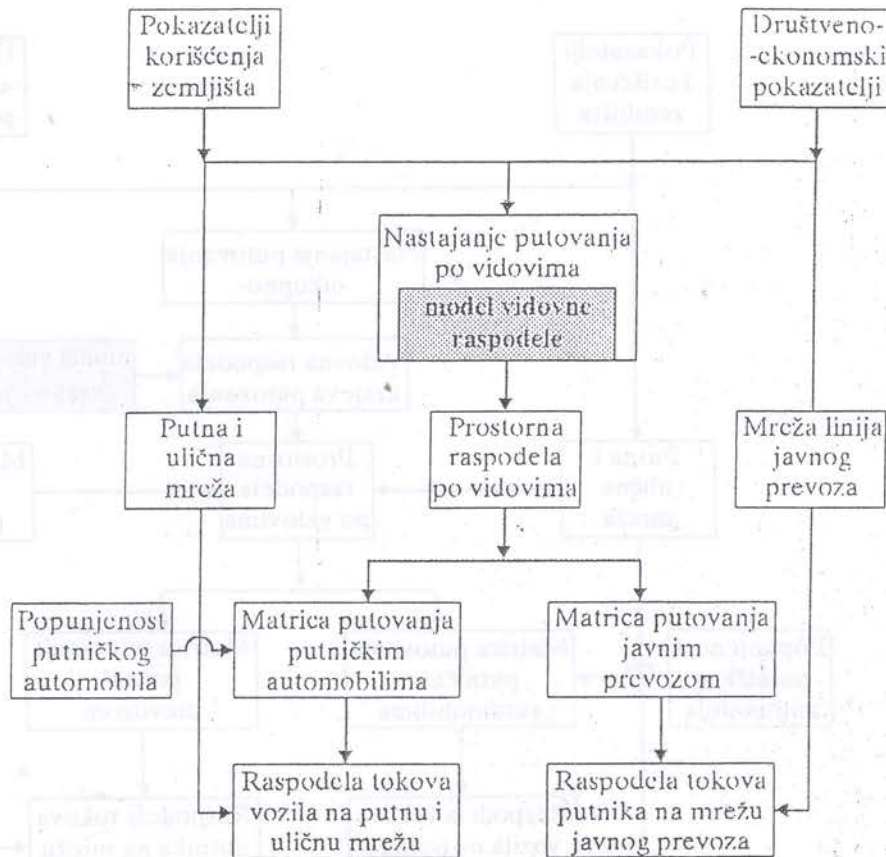 Pokazatelji
korišćenja
zemljišta
Društveno-
-ekonomski
pokazatelji
Nastajanje putovanja
po vidovima
model vidovne
raspodele
Putna i
ulična
mreža
Prostorna
raspodela
po vidovima
Mreža linija
javnog
prevoza
Popunjenost
putničkog
automobila
Matrica putovanja
putničkim
automobilima
Matrica putovanja
javnim
prevozom
Raspodela tokova
vozila na putnu i
uličnu mrežu
Raspodela tokova
putnika na mrežu
javnog prevoza